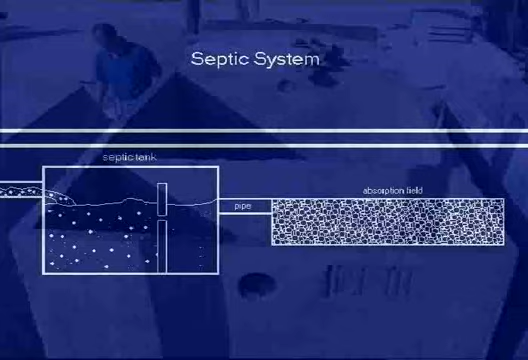 Septic System
septic tank
absorption field
pipe